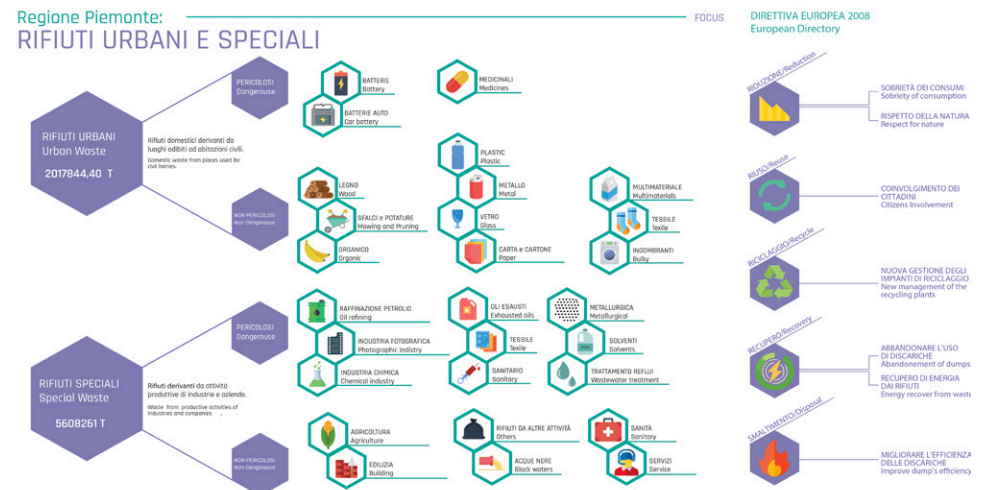 Regione Piemonte:
RIFIUTI URBANI E SPECIALI
FOCUS
DIRETTIVA EUROPEA 2008
European Directory
RIFIUTI URBANI
Urban Waste
2017844,40 T
Rifiuti domestici derivanti da
luoghi adibiti ad abitazioni civili.
Domestic waste from places used for
civil homes.
PERICOLOSI
Dangerouse
BATTERIE
Battery
BATTERIE AUTO
Car battery
MEDICINALI
Medicines
NON-PERICOLOSI
Non-Dangerouse
LEGNO
Wood
SFALCI e POTATURE
Mowing and Pruning
ORGANICO
Organic
PLASTIC
Plastic
METALLO
Metal
VETRO
Glass
CARTA e CARTONE
Paper
MULTIMATERIALE
Multimaterials
TESSILE
Texile
INGOMBRANTI
Bulky
RIFIUTI SPECIALI
Special Waste
5608261 T
Rifiuti derivanti da attività
produttive di industrie e aziende.
Waste from productive activities of
industries and companies .
PERICOLOSI
Dangerouse
RAFFINAZIONE PETROLIO
Oil refining
INDUSTRIA FOTOGRAFICA
Photographic indistry
INDUSTRIA CHIMICA
Chemical industry
OLI ESAUSTI
Exhausted oils
TESSILE
Texile
SANITARIO
Sanitary
METALLURGICA
Metallurgical
SOLVENTI
Solvents
TRATTAMENTO REFLUI
Wastewater treatment
NON-PERICOLOSI
Non-Dangerouse
AGRICOLTURA
Agriculture
EDILIZIA
Building
RIFIUTI DA ALTRE ATTIVITÀ
Others
ACQUE NERE
Black waters
SANITÀ
Sanitary
SERVIZI
Service
RIDUZIONE/Reduction
SOBRIETÀ DEI CONSUMI
Sobriety of consumption
RISPETTO DELLA NATURA
Respect for nature
RIUSO/Reuse
COINVOLGIMENTO DEI
CITTADINI
Citizens Involvement
RICICLAGGIO/Recycle
NUOVA GESTIONE DEGLI
IMPIANTI DI RICICLAGGIO
New management of the
recycling plants
RECUPERO/Recovery
ABBANDONARE L'USO
DI DISCARICHE
Abandonement of dumps
RECUPERO DI ENERGIA
DAI RIFIUTI
Energy recover from waste
SMALTIMENTO/Disposal
MIGLIORARE L'EFFICIENZA
DELLE DISCARICHE
Improve dump's efficiency